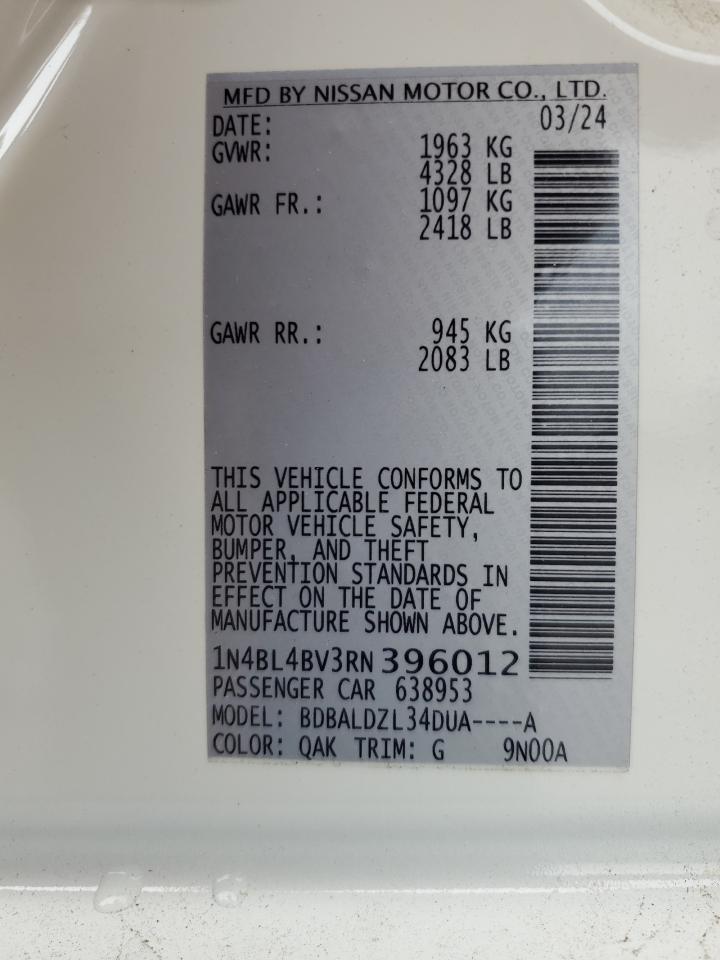 MFD BY NISSAN MOTOR CO., LTD.
DATE: 03/24
GVWR: 1963 KG
4328 LB
GAWR FR.: 1097 KG
2418 LB
GAWR RR.: 945 KG
2083 LB
THIS VEHICLE CONFORMS TO
ALL APPLICABLE FEDERAL
MOTOR VEHICLE SAFETY,
BUMPER, AND THEFT
PREVENTION STANDARDS IN
EFFECT ON THE DATE OF
MANUFACTURE SHOWN ABOVE.
1N4BL4BV3RN396012
PASSENGER CAR 638953
MODEL: BDBALDZL34DUA----A
COLOR: QAK TRIM: G 9N00A